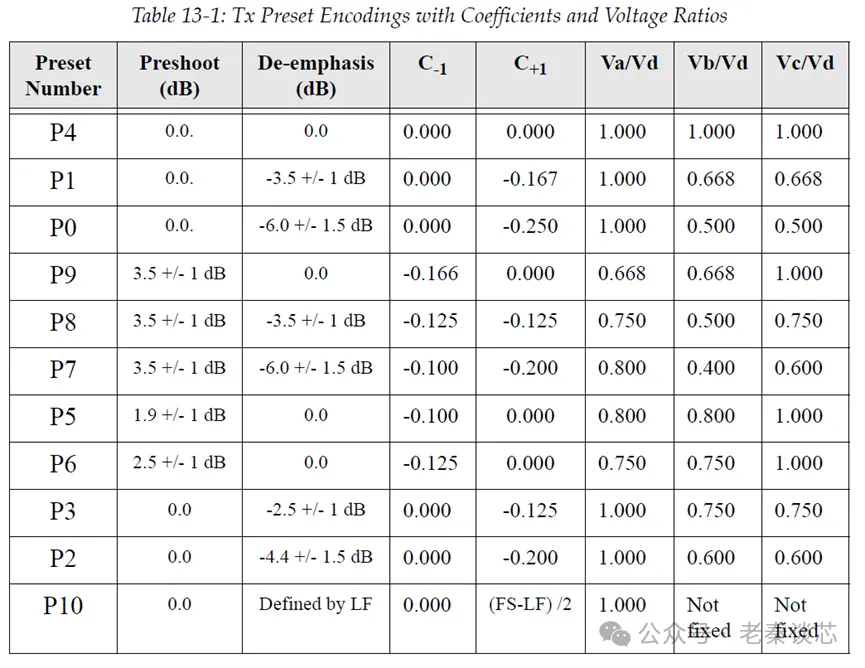 Table 13-1: Tx Preset Encodings with Coefficients and Voltage Ratios
Preset Number Preshoot (dB) De-emphasis (dB) C-1 C+1 Va/Vd Vb/Vd Vc/Vd
P4 0.0. 0.0 0.000 0.000 1.000 1.000 1.000
P1 0.0. -3.5 +/- 1 dB 0.000 -0.167 1.000 0.668 0.668
P0 0.0. -6.0 +/- 1.5 dB 0.000 -0.250 1.000 0.500 0.500
P9 3.5 +/- 1 dB 0.0 -0.166 0.000 0.668 0.668 1.000
P8 3.5 +/- 1 dB -3.5 +/- 1 dB -0.125 -0.125 0.750 0.500 0.750
P7 3.5 +/- 1 dB -6.0 +/- 1.5 dB -0.100 -0.200 0.800 0.400 0.600
P5 1.9 +/- 1 dB 0.0 -0.100 0.000 0.800 0.800 1.000
P6 2.5 +/- 1 dB 0.0 -0.125 0.000 0.750 0.750 1.000
P3 0.0 -2.5 +/- 1 dB 0.000 -0.125 1.000 0.750 0.750
P2 0.0 -4.4 +/- 1.5 dB 0.000 -0.200 1.000 0.600 0.600
P10 0.0 Defined by LF 0.000 (FS-LF) /2 1.000 Not fixed Not fixed
公众号 老秦谈芯